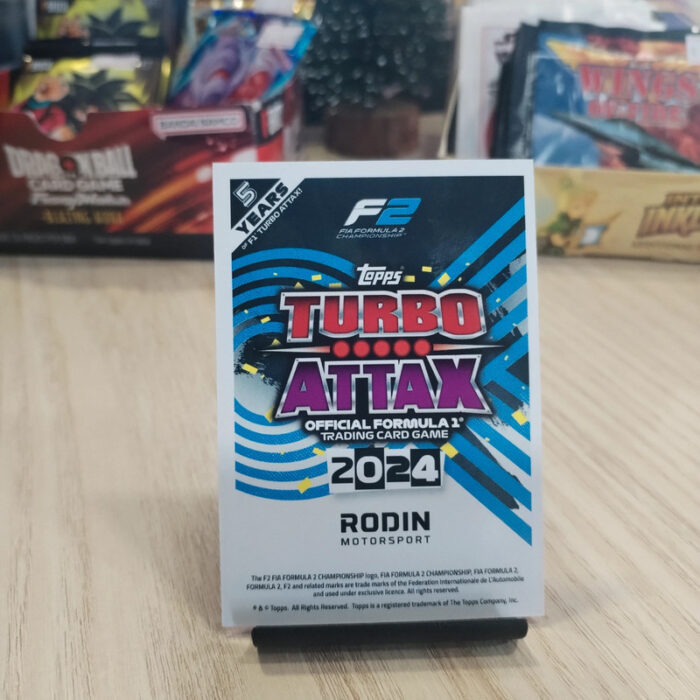 DRAGON BALL
CARD GAME
BANDAI NAMCO
WINGS
5
YEARS
OF F1 TURBO ATTAX!
F2
FIA FORMULA 2
CHAMPIONSHIP™
Topps
TURBO
ATTAX
OFFICIAL FORMULA 1®
TRADING CARD GAME
2024
RODIN
MOTORSPORT
The F2 FIA FORMULA 2 CHAMPIONSHIP logo, FIA FORMULA 2 CHAMPIONSHIP, FIA FORMULA 2,
FORMULA 2, F2 and related marks are trade marks of the Federation Internationale de L'Automobile
and used under exclusive licence. All rights reserved.
® & © Topps. All Rights Reserved. Topps is a registered trademark of The Topps Company, Inc.